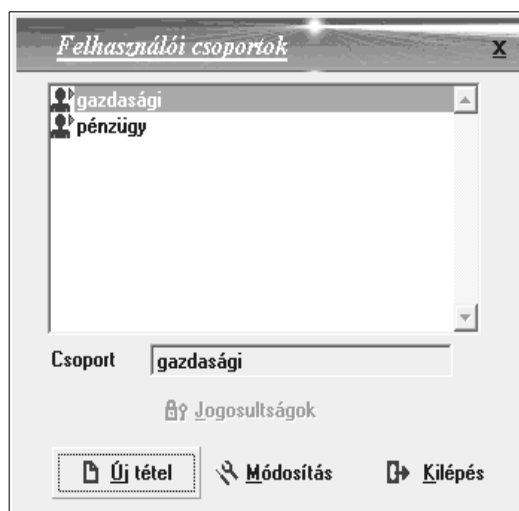 Felhasználói csoportok x
gazdasági
pénzügy
Csoport gazdasági
Jogosultságok
Új tétel Módosítás Kilépés